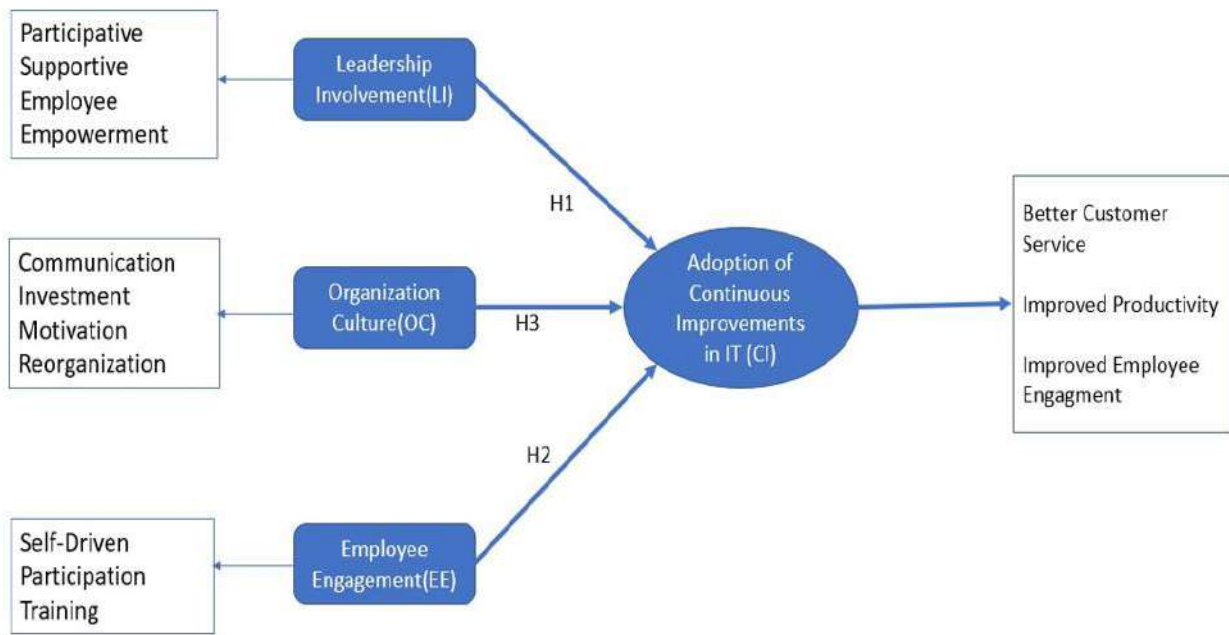 Participative
Supportive
Employee
Empowerment
Leadership
Involvement(LI)
H1
Communication
Investment
Motivation
Reorganization
Organization
Culture(OC)
H3
Adoption of
Continuous
Improvements
in IT (CI)
Better Customer
Service
Improved Productivity
Improved Employee
Engagment
H2
Self-Driven
Participation
Training
Employee
Engagement(EE)